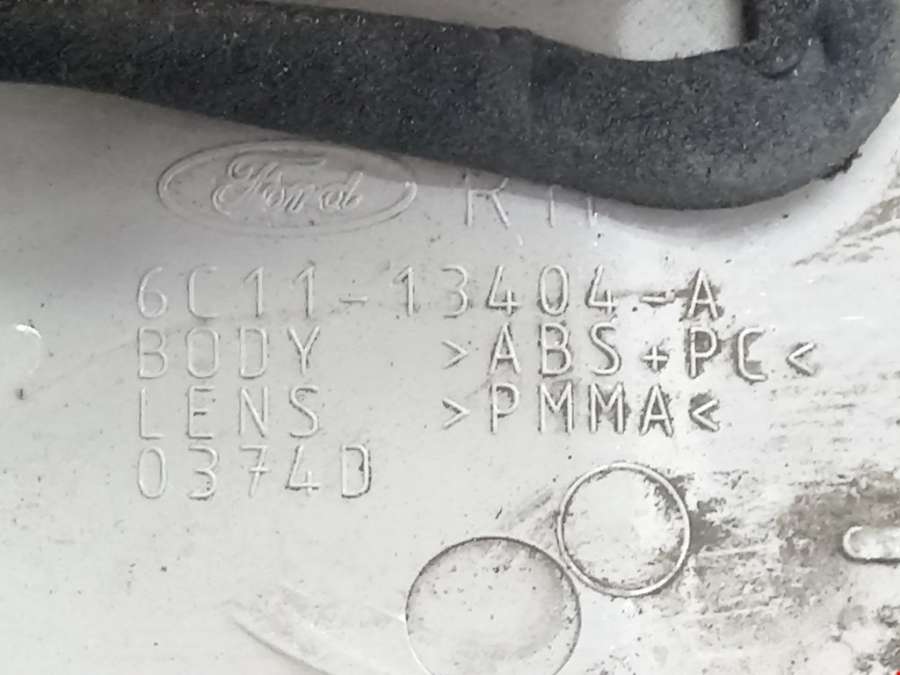 Ford
6C11-13404-A
BODY >ABS+PC<
LENS >PMMA<
0374D